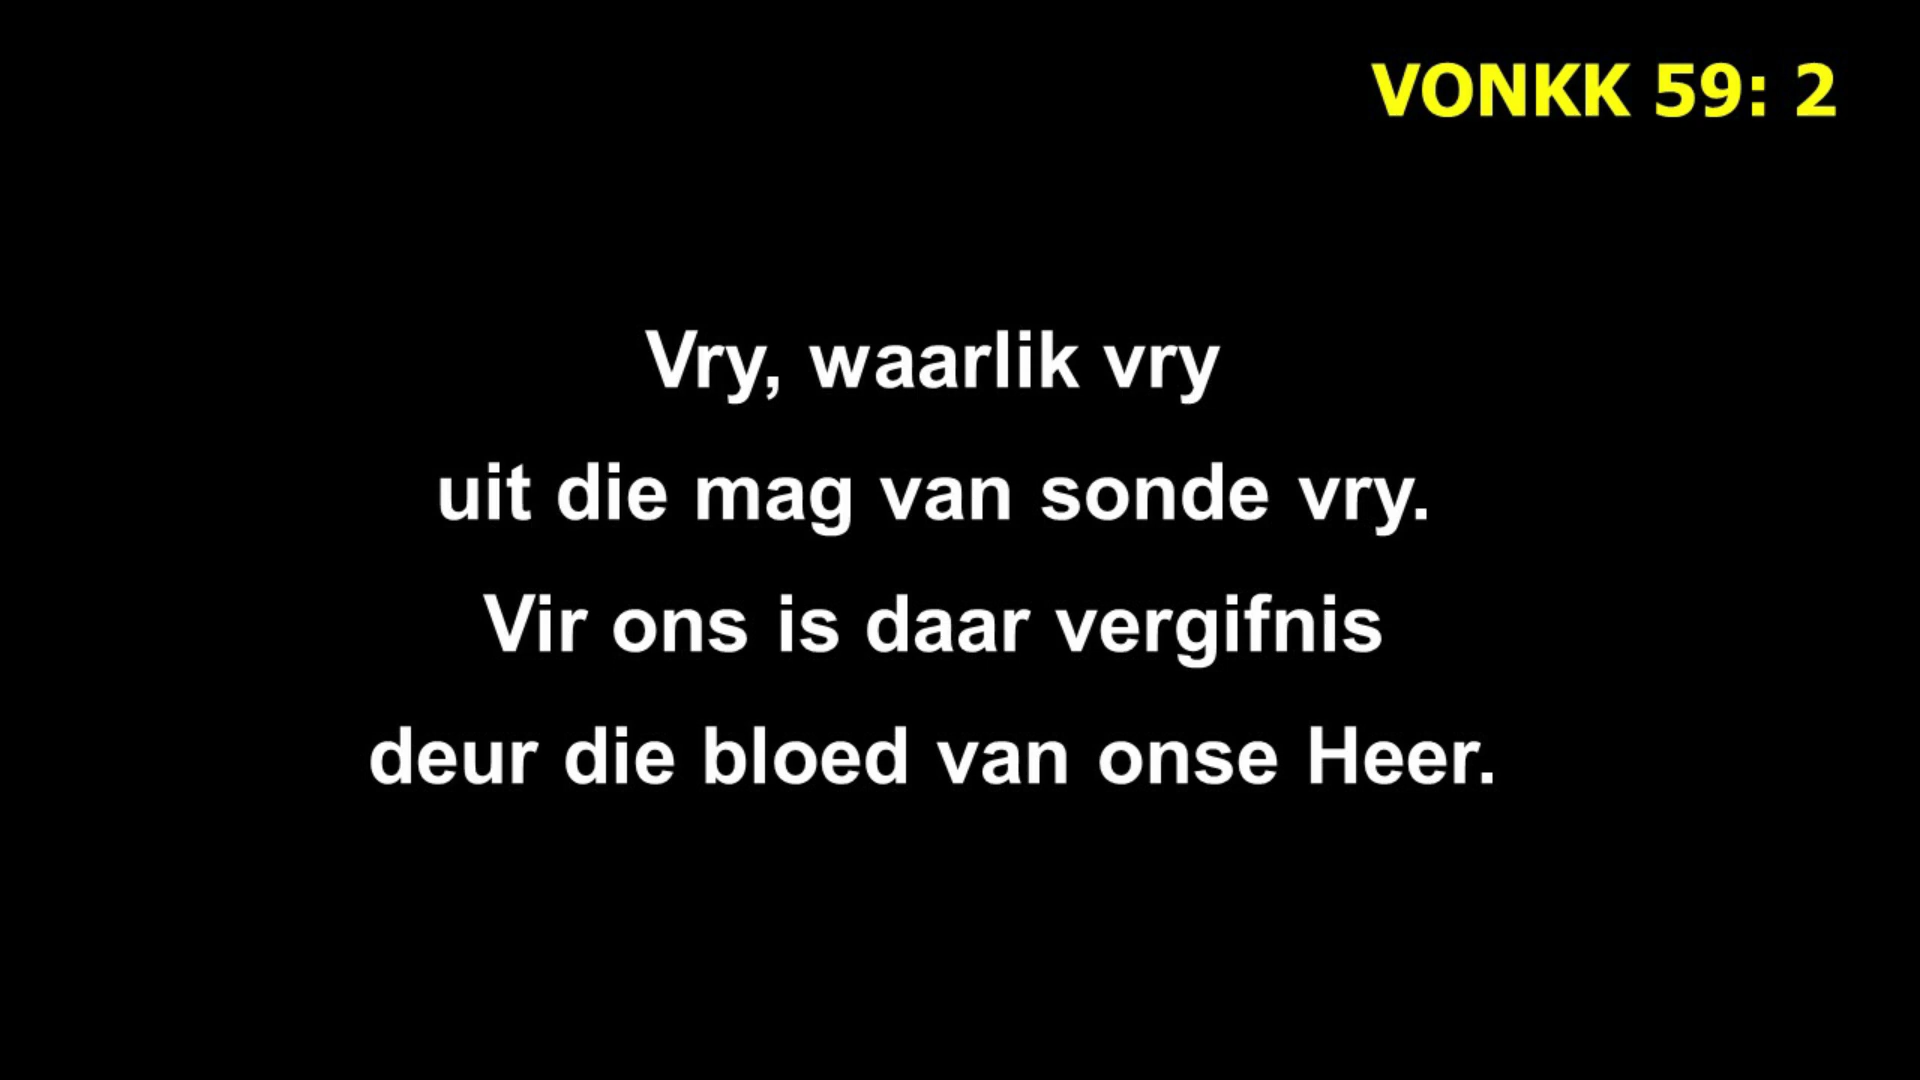 VONKK 59: 2
Vry, waarlik vry
uit die mag van sonde vry.
Vir ons is daar vergifnis
deur die bloed van onse Heer.